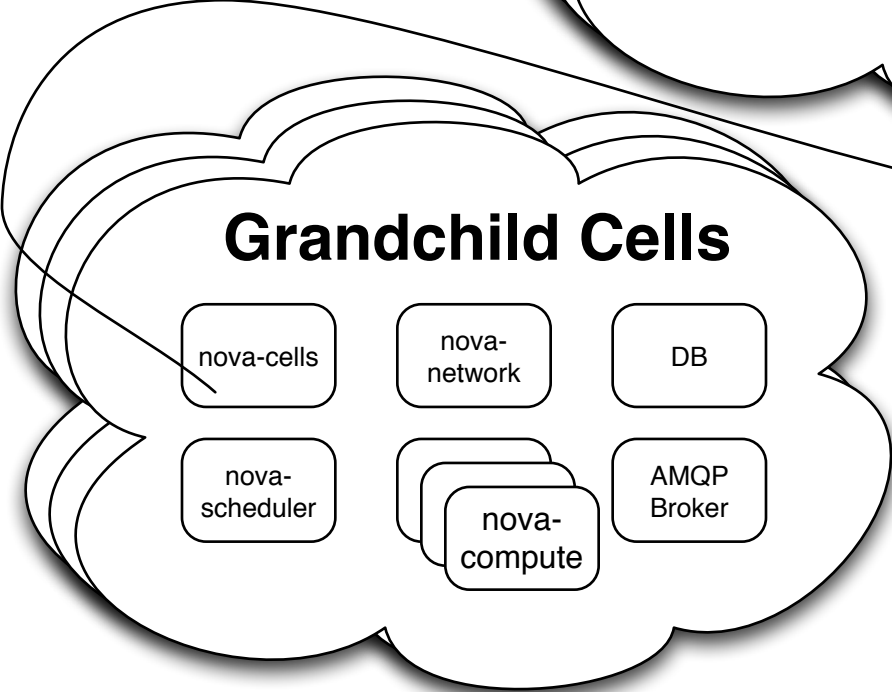 Grandchild Cells
nova-cells
nova-
network
DB
nova-
scheduler
nova-
compute
AMQP
Broker